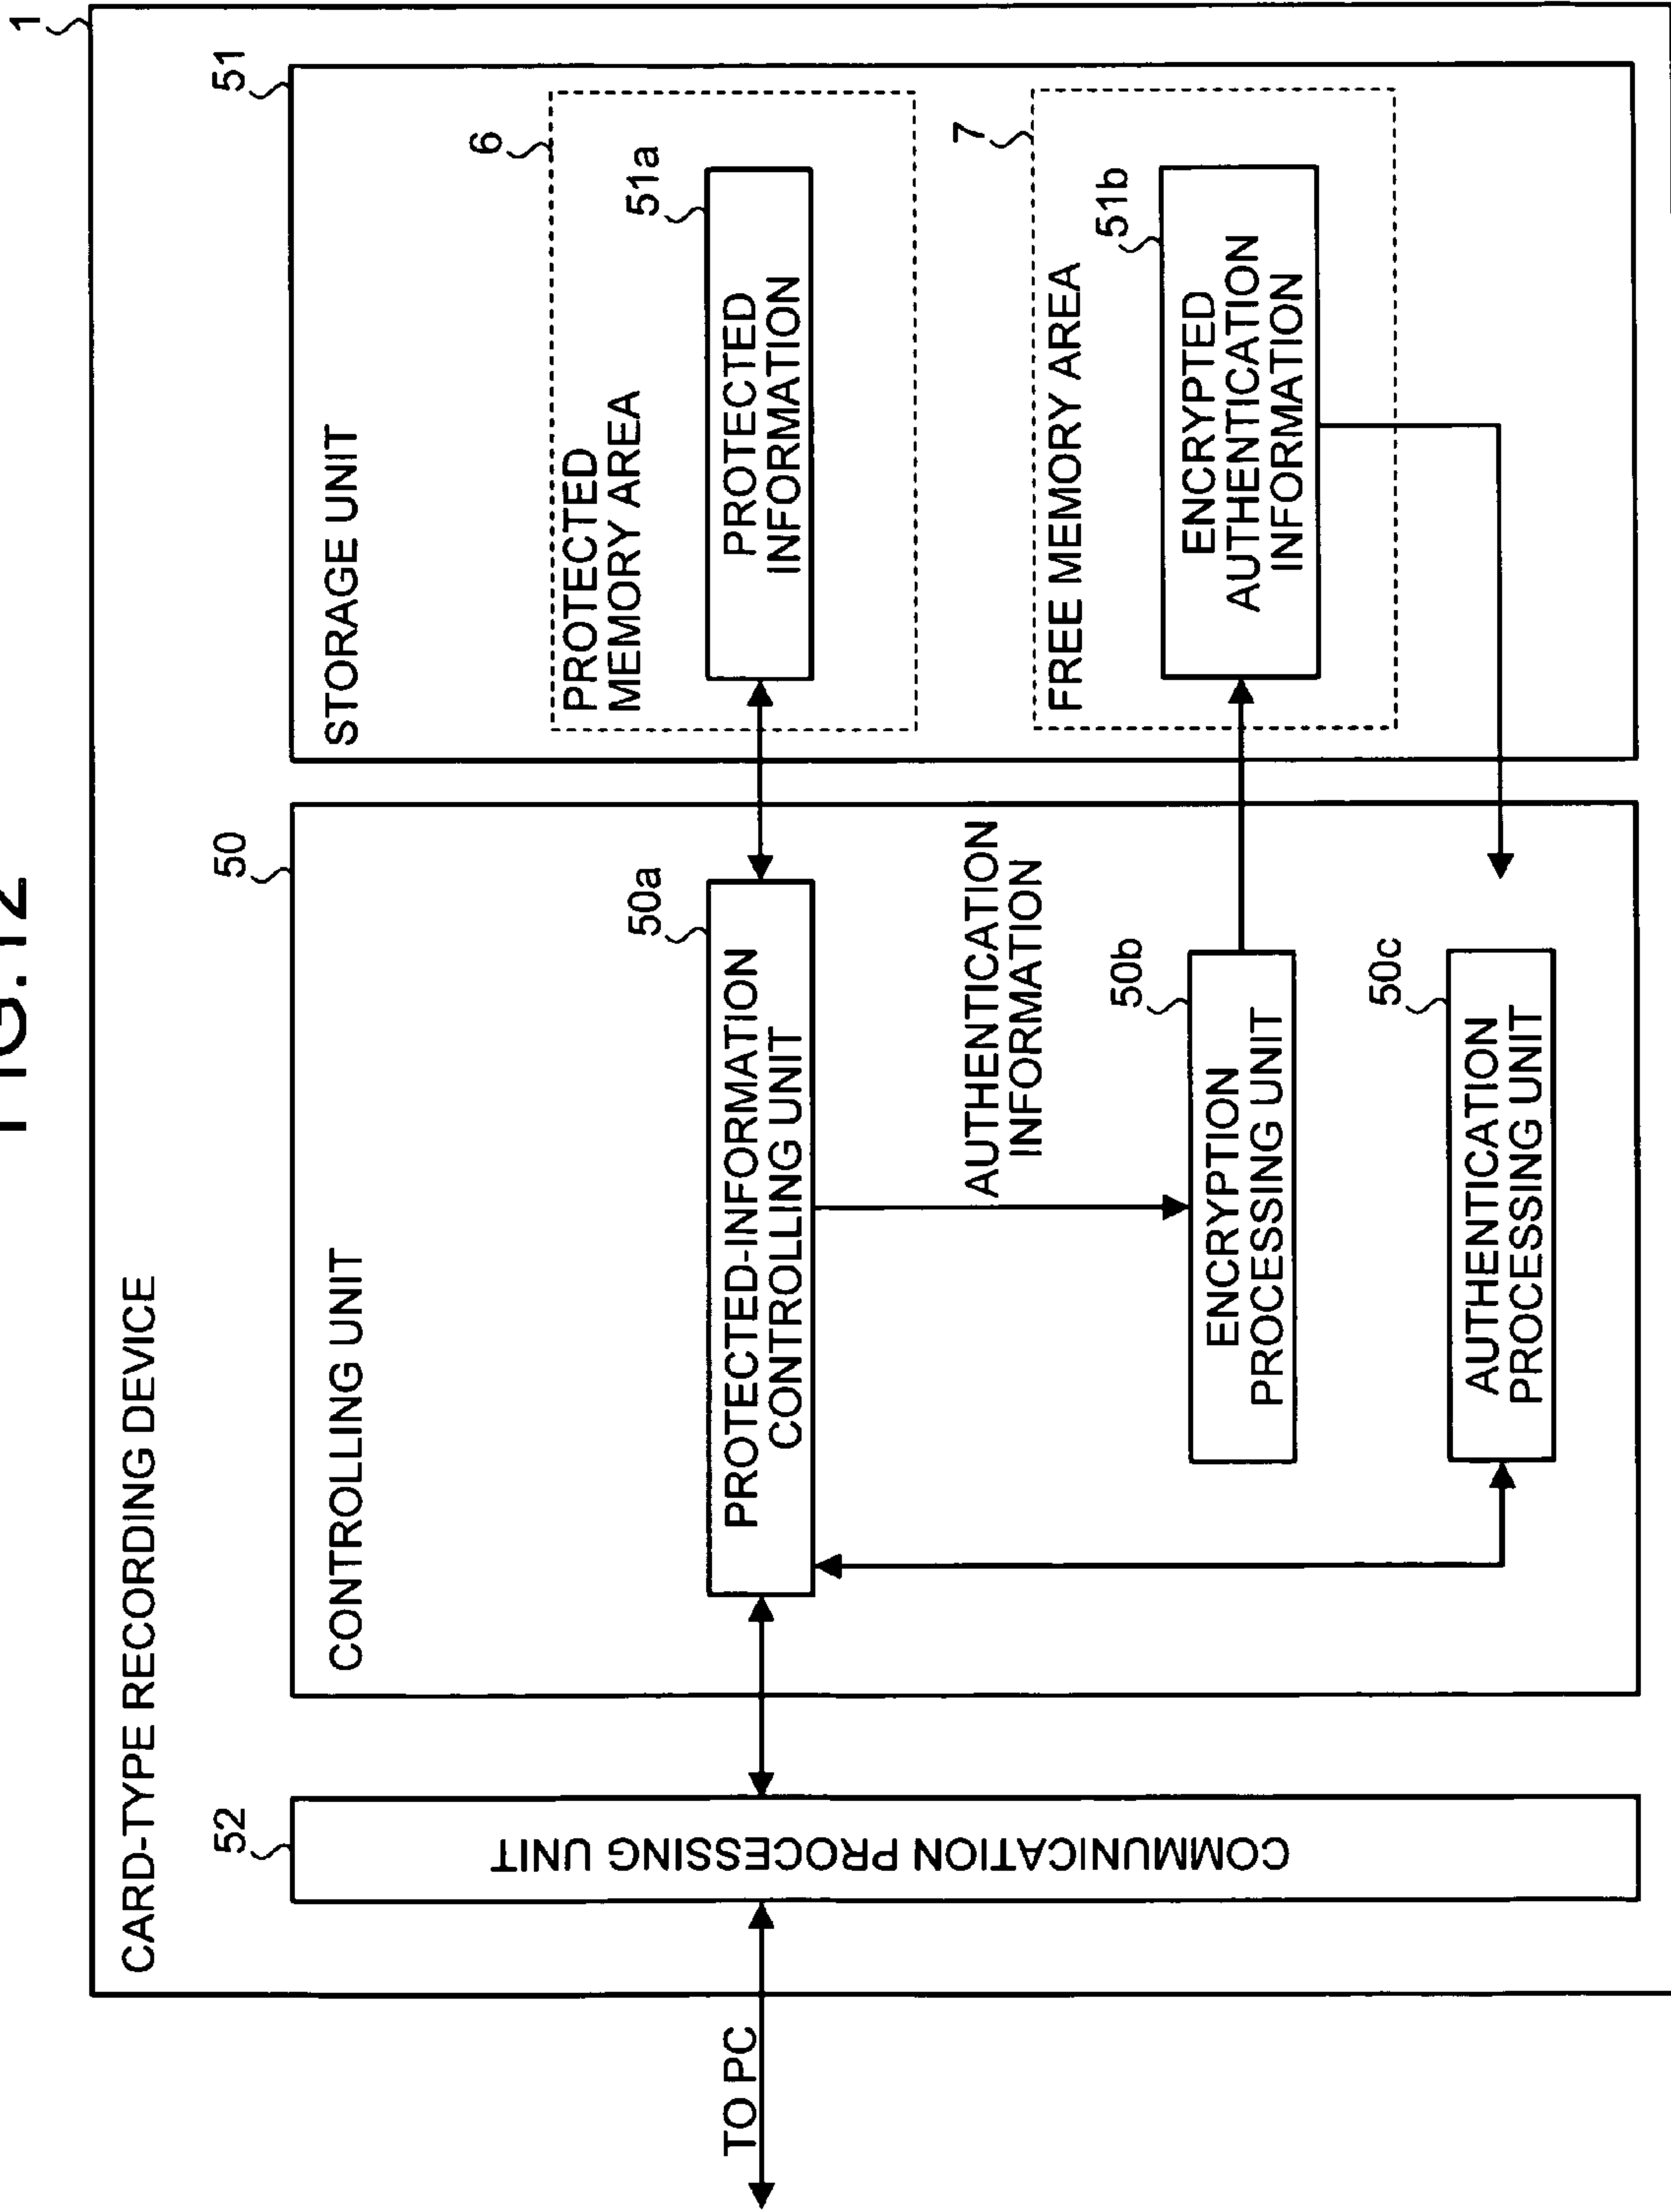 FIG.12
1
CARD-TYPE RECORDING DEVICE
52
COMMUNICATION PROCESSING UNIT
TO PC
50
CONTROLLING UNIT
50a
PROTECTED-INFORMATION
CONTROLLING UNIT
AUTHENTICATION
INFORMATION
50b
ENCRYPTION
PROCESSING UNIT
50c
AUTHENTICATION
PROCESSING UNIT
51
STORAGE UNIT
6
PROTECTED
MEMORY AREA
51a
PROTECTED
INFORMATION
7
FREE MEMORY AREA
51b
ENCRYPTED
AUTHENTICATION
INFORMATION